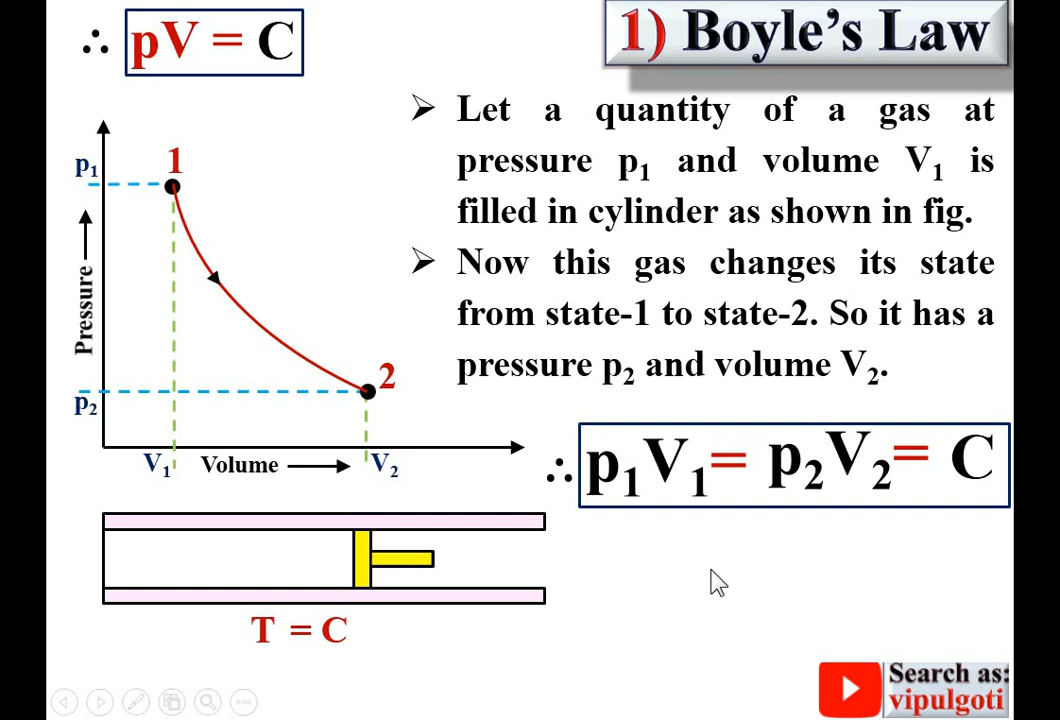 ∴ pV = C
1) Boyle's Law
➢ Let a quantity of a gas at
pressure p₁ and volume V₁ is
filled in cylinder as shown in fig.
➢ Now this gas changes its state
from state-1 to state-2. So it has a
pressure p₂ and volume V₂.
∴ p₁V₁ = p₂V₂ = C
p₁
1
Pressure
2
p₂
V₁
Volume
V₂
T = C
Search as:
vipulgoti